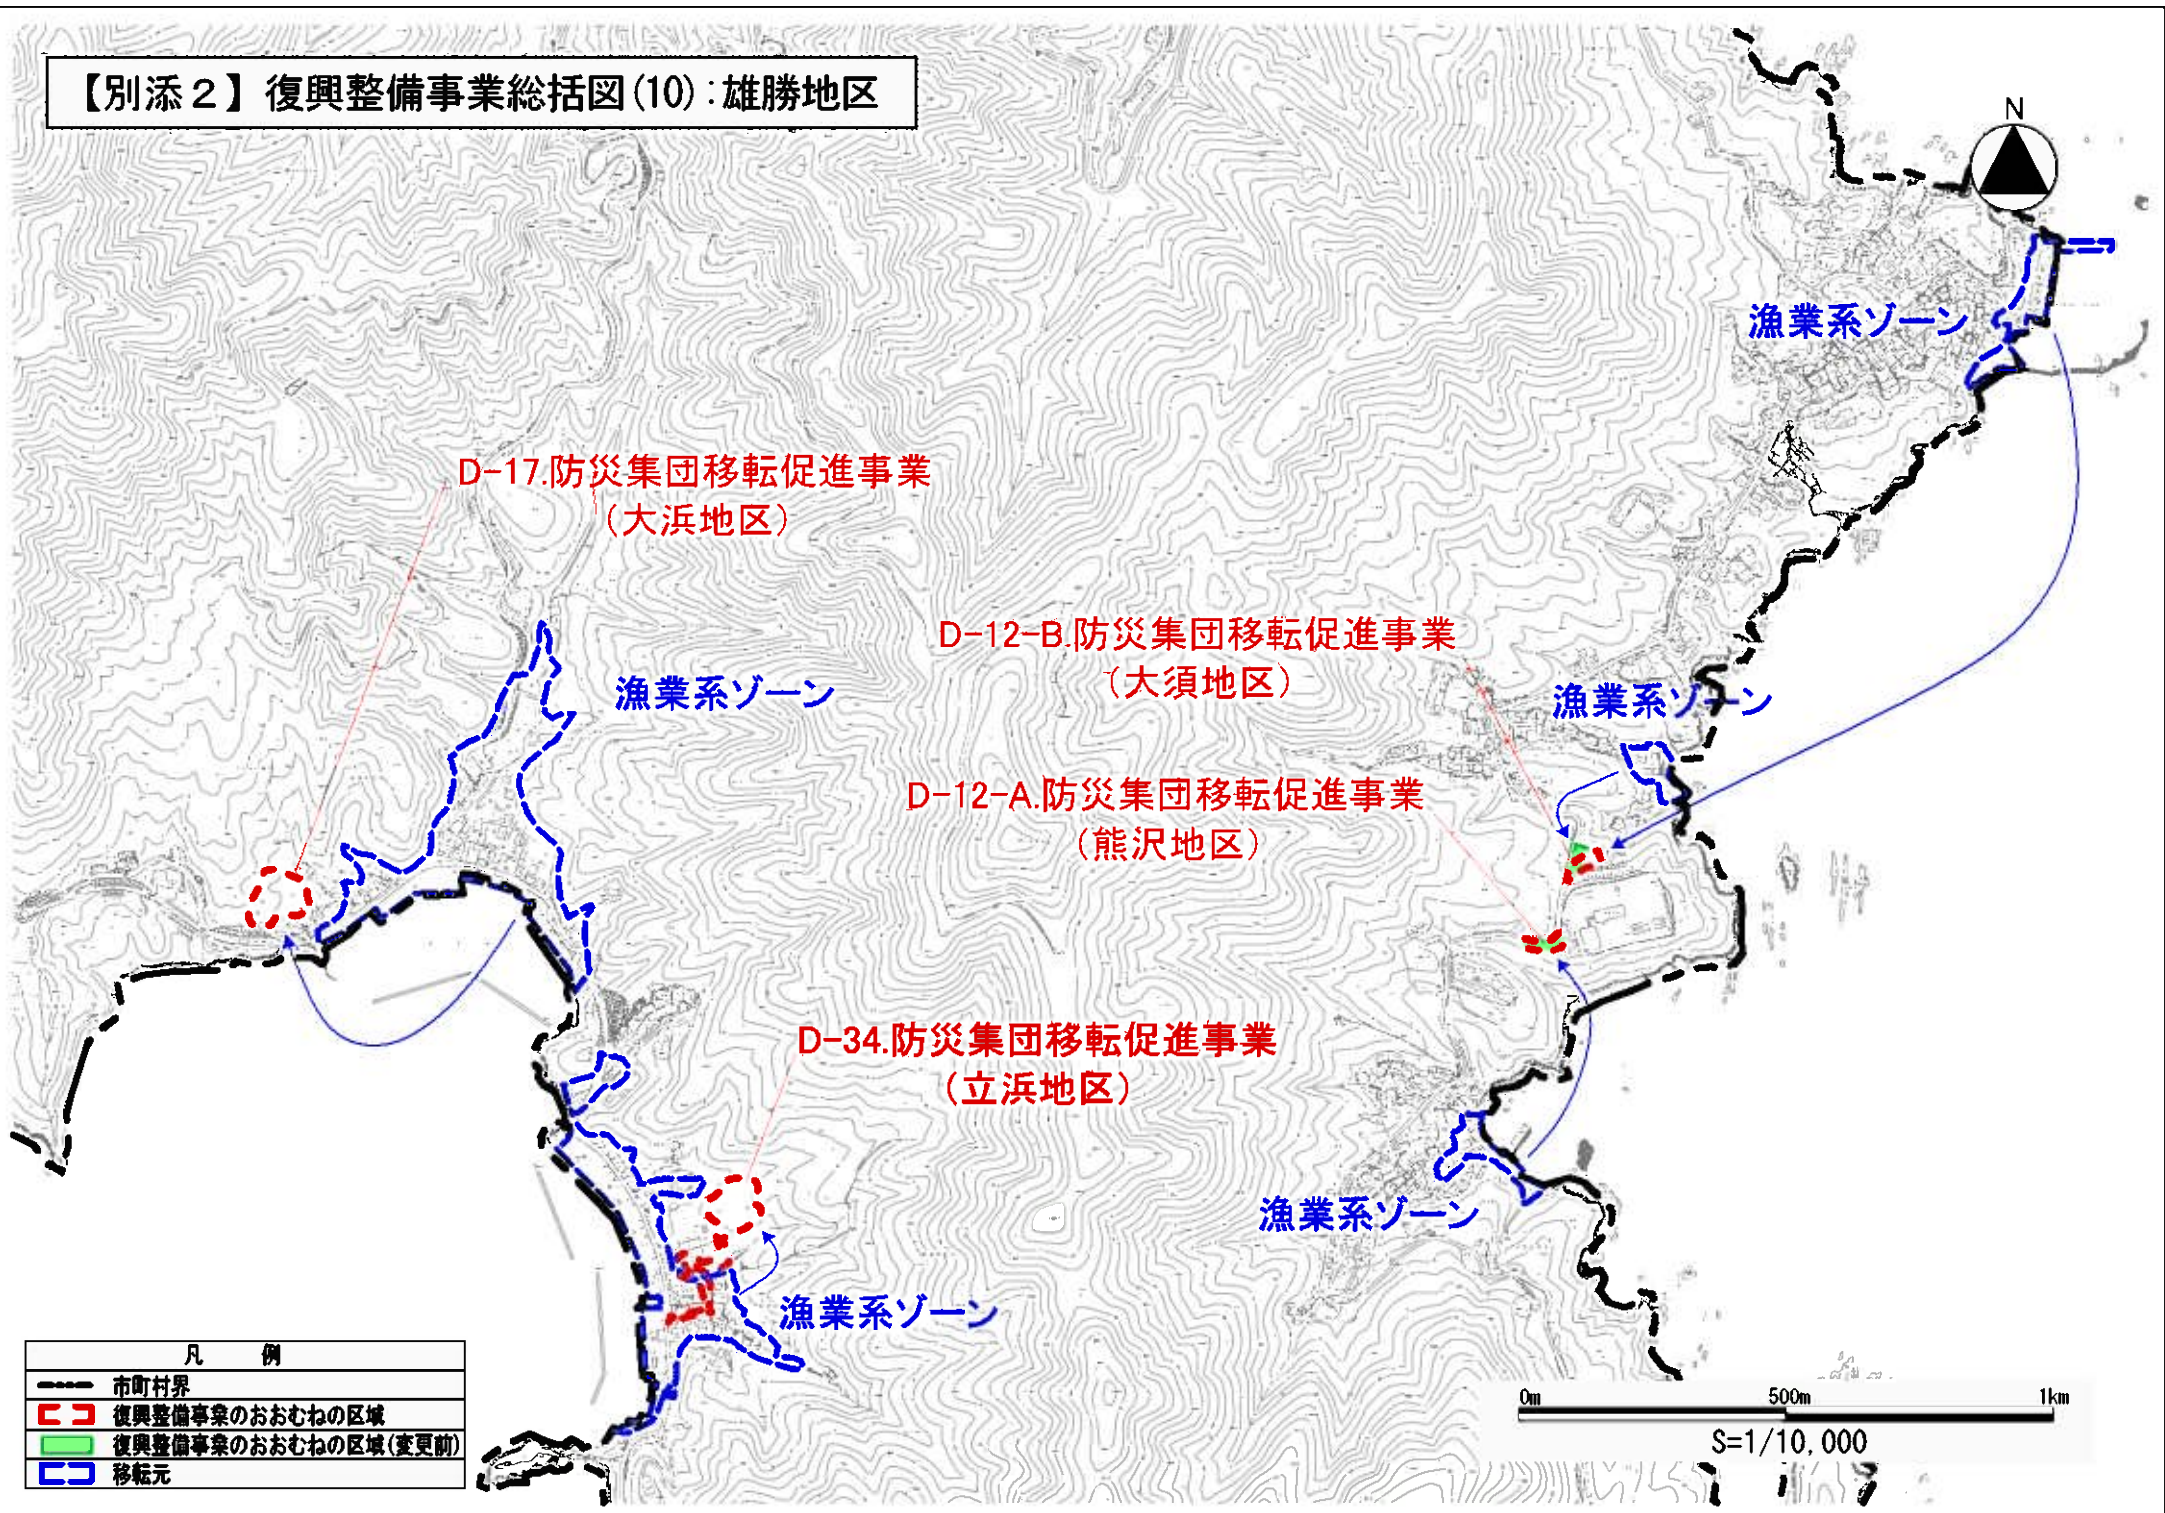 【別添２】復興整備事業総括図(10):雄勝地区
N
漁業系ゾーン
D-17.防災集団移転促進事業
(大浜地区)
D-12-B.防災集団移転促進事業
(大須地区)
漁業系ゾーン
漁業系ゾーン
D-12-A.防災集団移転促進事業
(熊沢地区)
D-34.防災集団移転促進事業
(立浜地区)
漁業系ゾーン
漁業系ゾーン
凡 例
市町村界
復興整備事業のおおむねの区域
復興整備事業のおおむねの区域(変更前)
移転元
0m 500m 1km
S=1/10,000